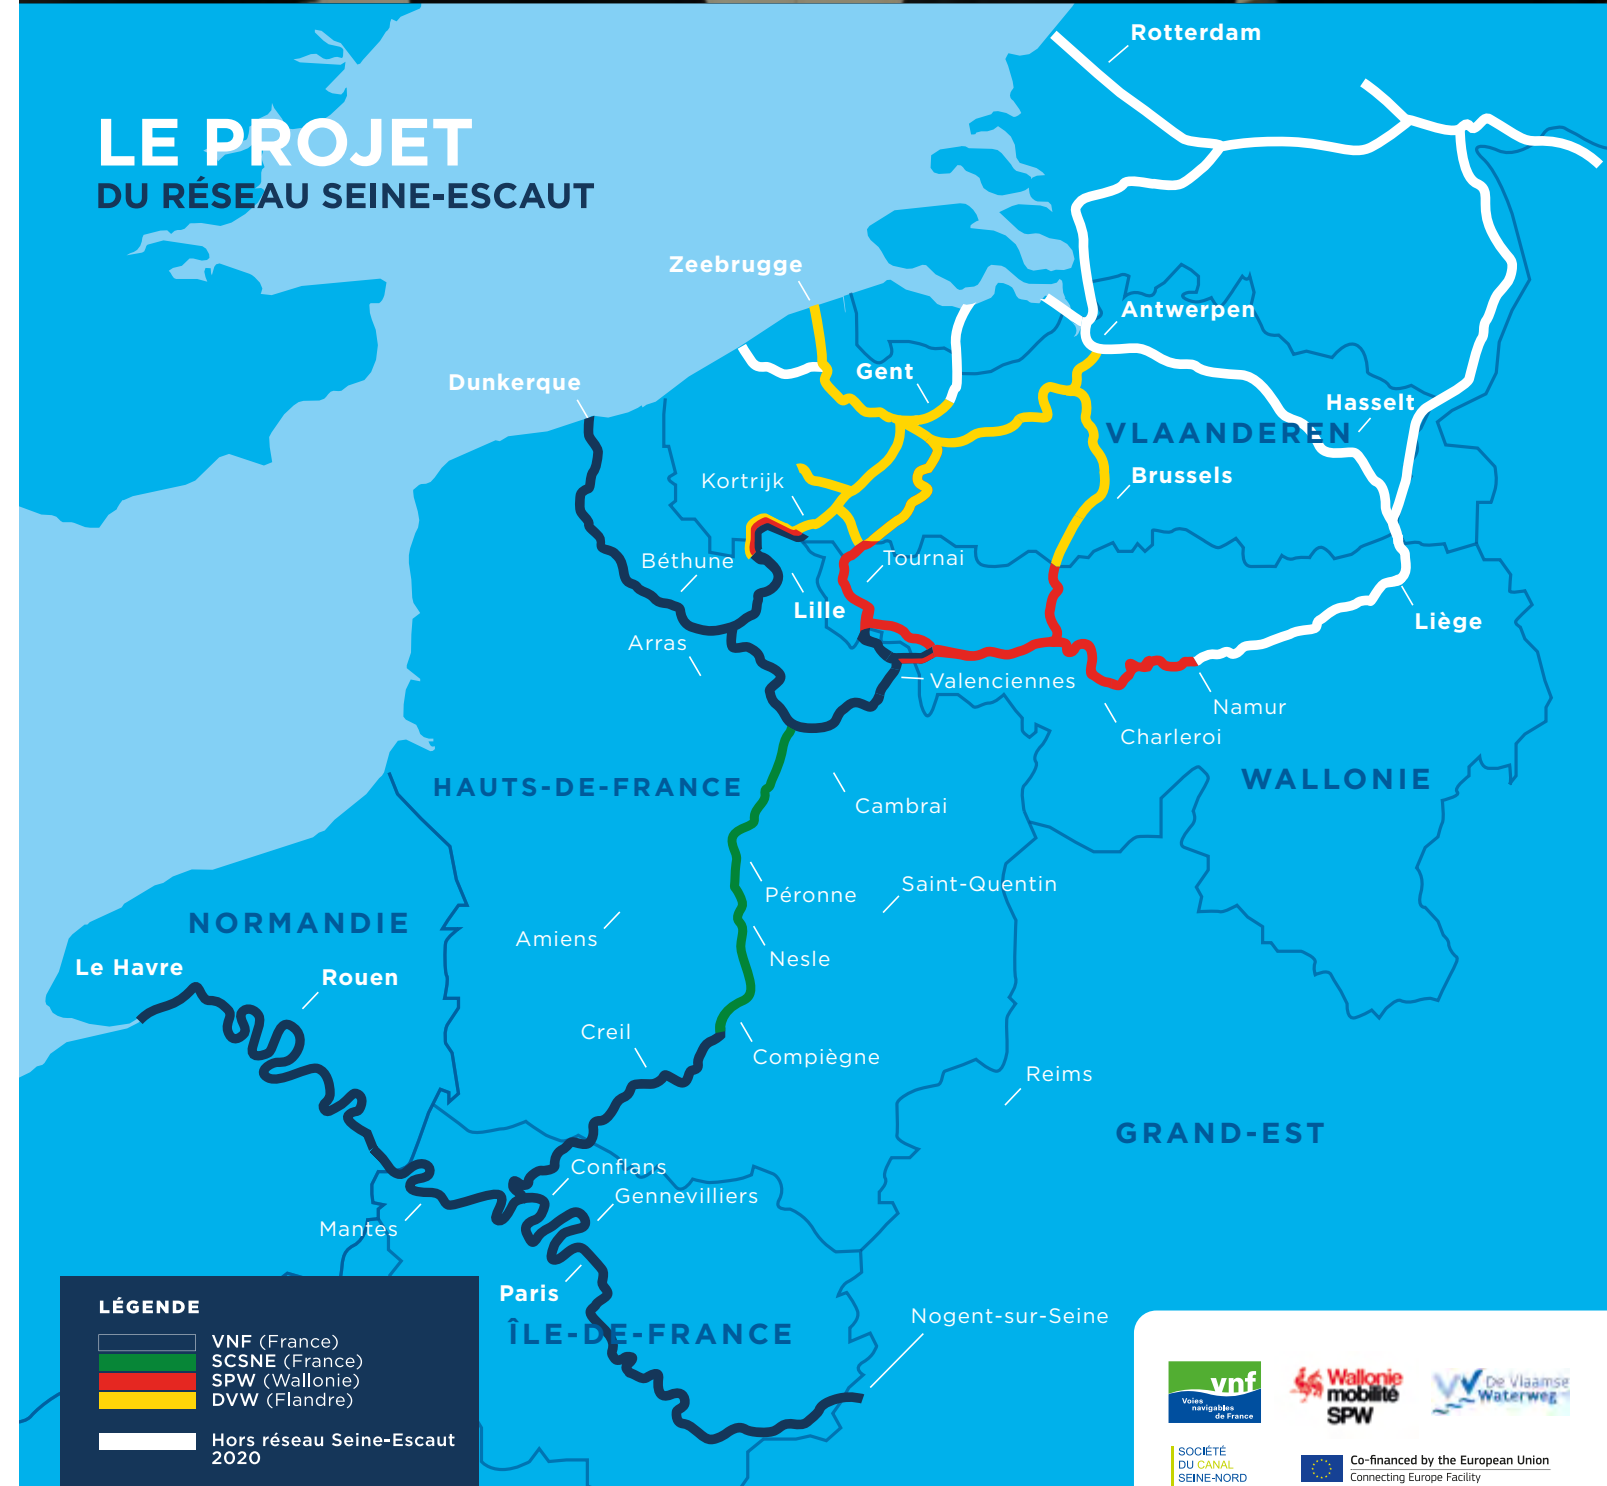 LE PROJET
DU RÉSEAU SEINE-ESCAUT
Rotterdam
Zeebrugge
Antwerpen
Dunkerque
Gent
Hasselt
VLAANDEREN
Kortrijk
Brussels
Béthune
Tournai
Lille
Liège
Arras
Valenciennes
Namur
Charleroi
HAUTS-DE-FRANCE
WALLONIE
Cambrai
Péronne
Saint-Quentin
NORMANDIE
Amiens
Nesle
Le Havre
Rouen
Creil
Compiègne
Reims
GRAND-EST
Conflans
Gennevilliers
Mantes
Paris
Nogent-sur-Seine
ÎLE-DE-FRANCE
LÉGENDE
VNF (France)
SCSNE (France)
SPW (Wallonie)
DVW (Flandre)
Hors réseau Seine-Escaut
2020
vnf
Voies
navigables
de France
Wallonie
mobilité
SPW
De Vlaamse
Waterweg
SOCIÉTÉ
DU CANAL
SEINE-NORD
Co-financed by the European Union
Connecting Europe Facility